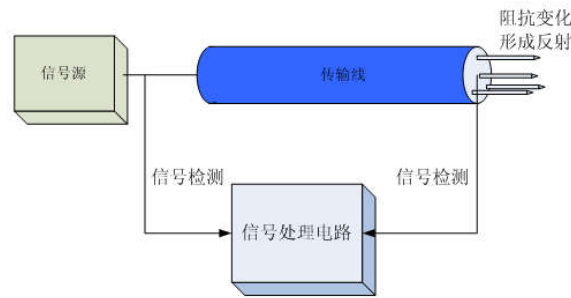 阻抗变化
形成反射
信号源
传输线
信号检测
信号检测
信号处理电路